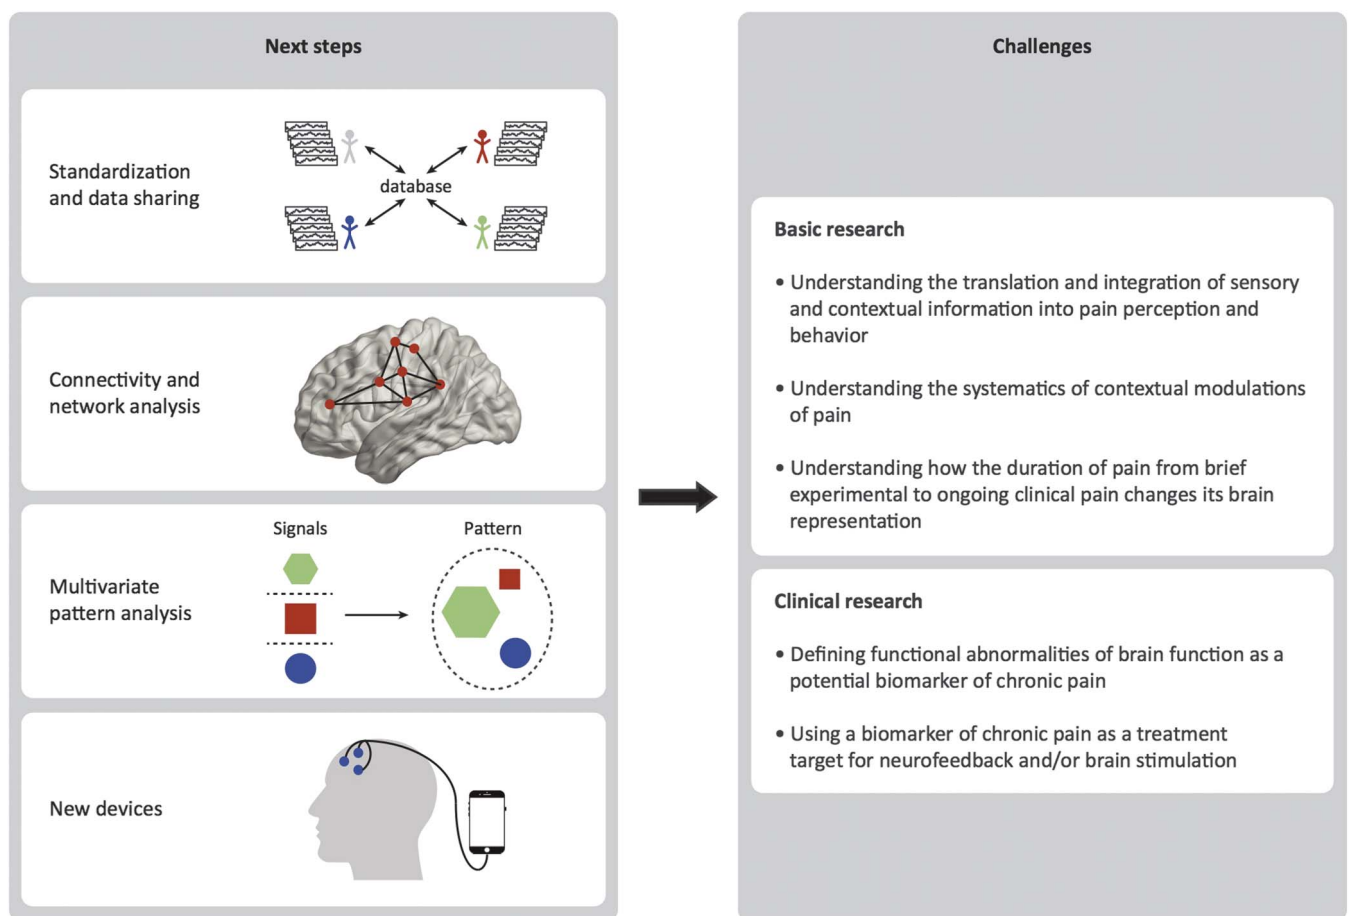 Next steps
Standardization
and data sharing
database
Connectivity and
network analysis
Signals
Pattern
Multivariate
pattern analysis
New devices
Challenges
Basic research
• Understanding the translation and integration of sensory
and contextual information into pain perception and
behavior
• Understanding the systematics of contextual modulations
of pain
• Understanding how the duration of pain from brief
experimental to ongoing clinical pain changes its brain
representation
Clinical research
• Defining functional abnormalities of brain function as a
potential biomarker of chronic pain
• Using a biomarker of chronic pain as a treatment
target for neurofeedback and/or brain stimulation